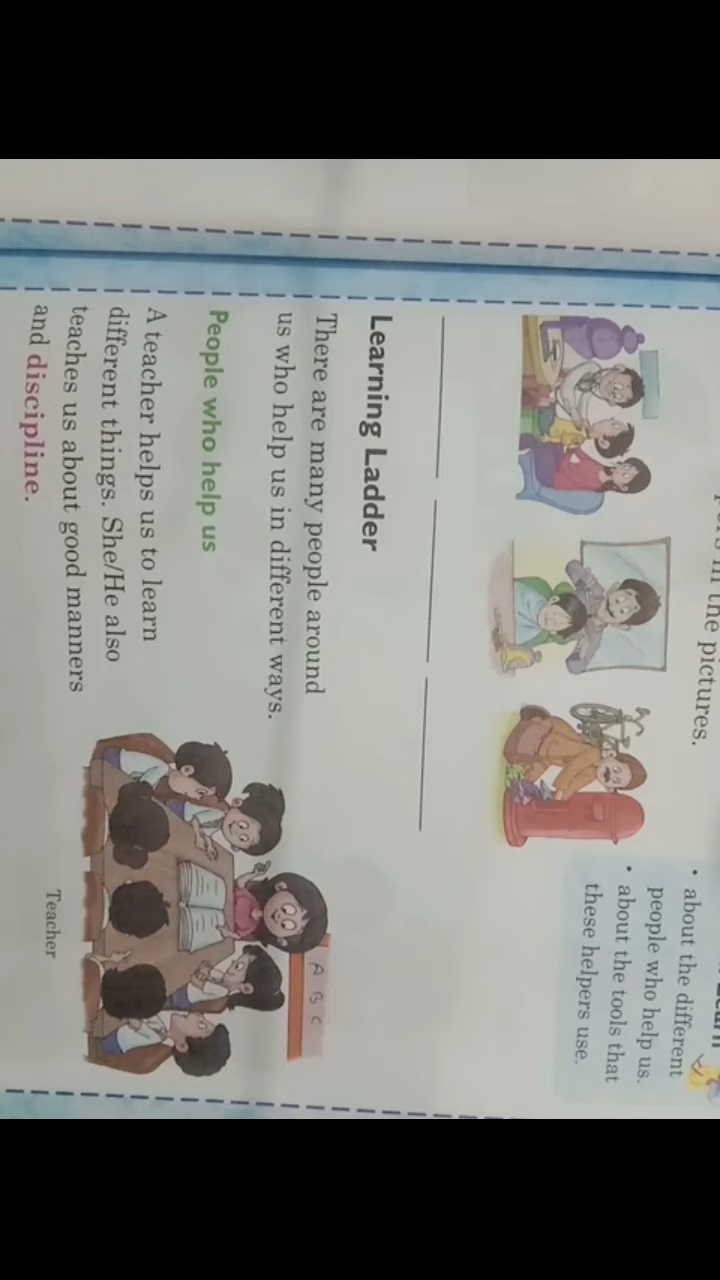 in the pictures.
• about the different
people who help us.
• about the tools that
these helpers use.
Learning Ladder
There are many people around
us who help us in different ways.
People who help us
A teacher helps us to learn
different things. She/He also
teaches us about good manners
and discipline.
A B C
Teacher